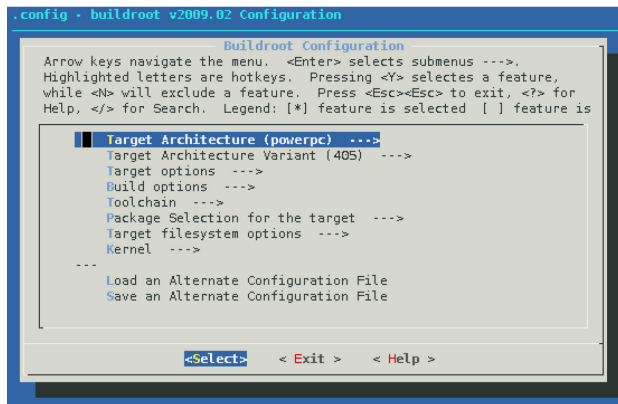 .config - buildroot v2009.02 Configuration
Buildroot Configuration
Arrow keys navigate the menu.  <Enter> selects submenus --->.
Highlighted letters are hotkeys.  Pressing <Y> selectes a feature,
while <N> will exclude a feature.  Press <Esc><Esc> to exit, <?> for
Help, </> for Search.  Legend: [*] feature is selected  [ ] feature is
Target Architecture (powerpc)  --->
Target Architecture Variant (405)  --->
Target options  --->
Build options  --->
Toolchain  --->
Package Selection for the target  --->
Target filesystem options  --->
Kernel  --->
---
Load an Alternate Configuration File
Save an Alternate Configuration File
<Select>    < Exit >    < Help >